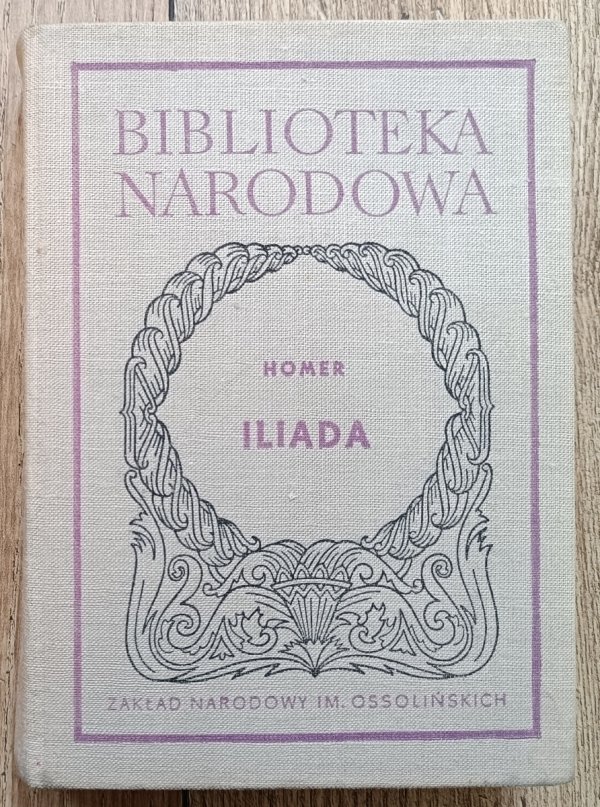 BIBLIOTEKA
NARODOWA
HOMER
ILIADA
ZAKŁAD NARODOWY IM. OSSOLIŃSKICH